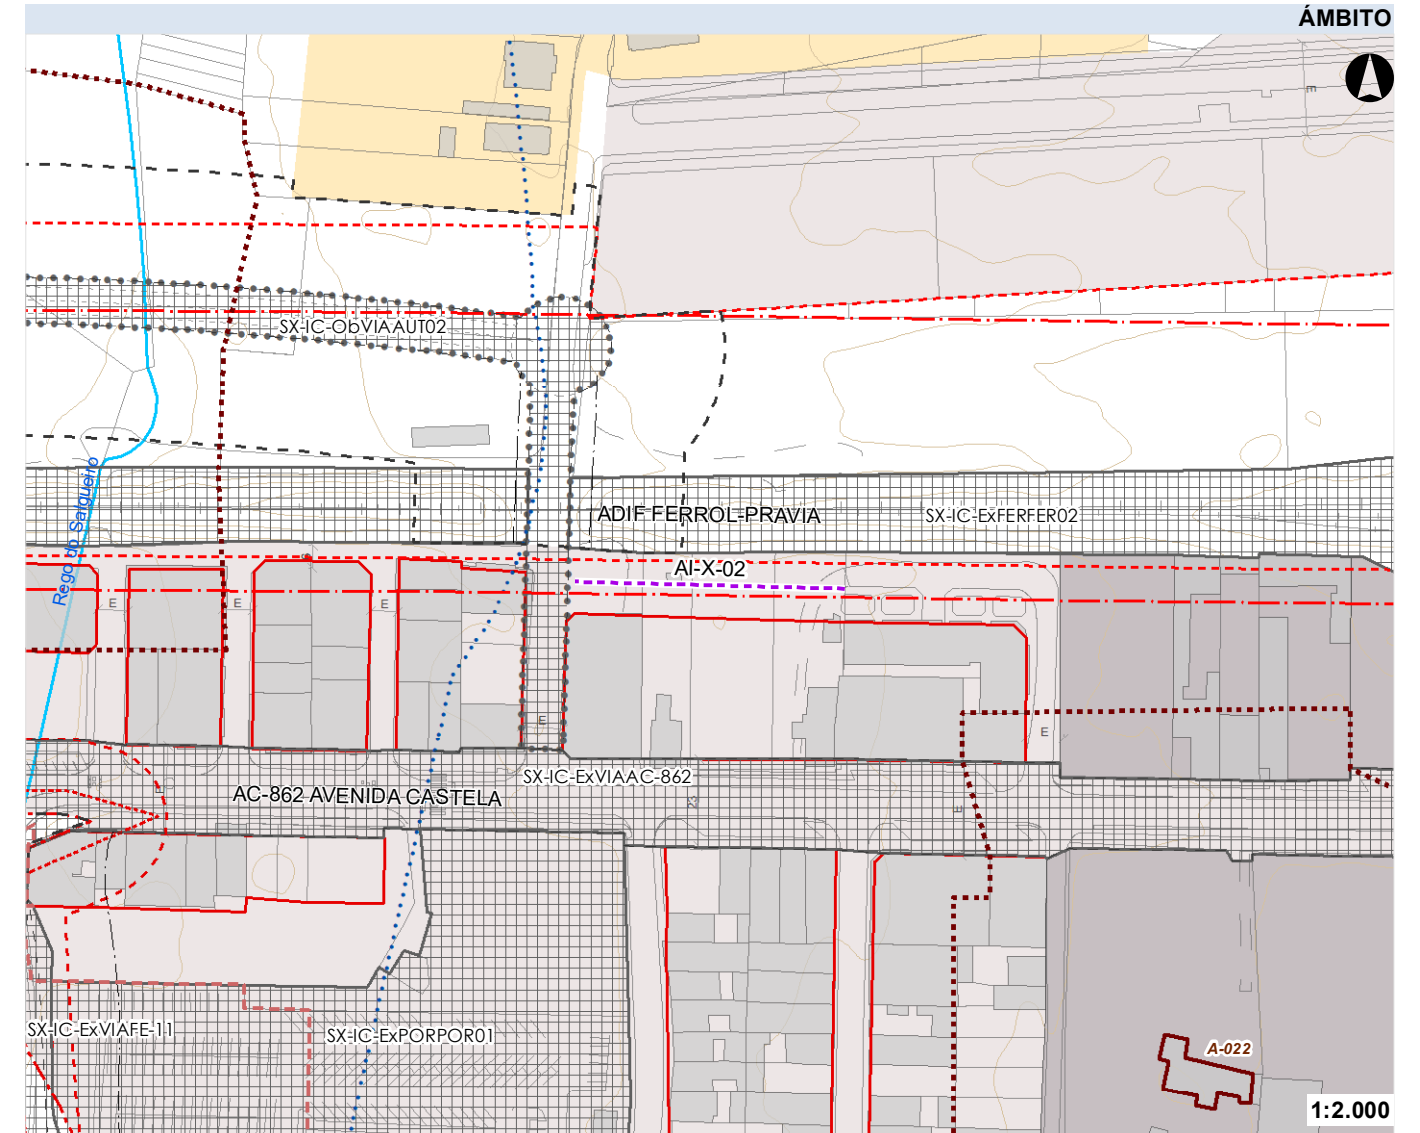 ÁMBITO
E
SX-IC-ObVIAAUT02
Rego do Salgueiro
ADIF FERROL-PRAVIA
SX-IC-ExFERFER02
AI-X-02
E
E
E
E
E
SX-IC-ExVIAAC-862
AC-862 AVENIDA CASTELA
23
E
E
SX-IC-ExVIAFE-11
SX-IC-ExPORPOR01
A-022
1:2.000